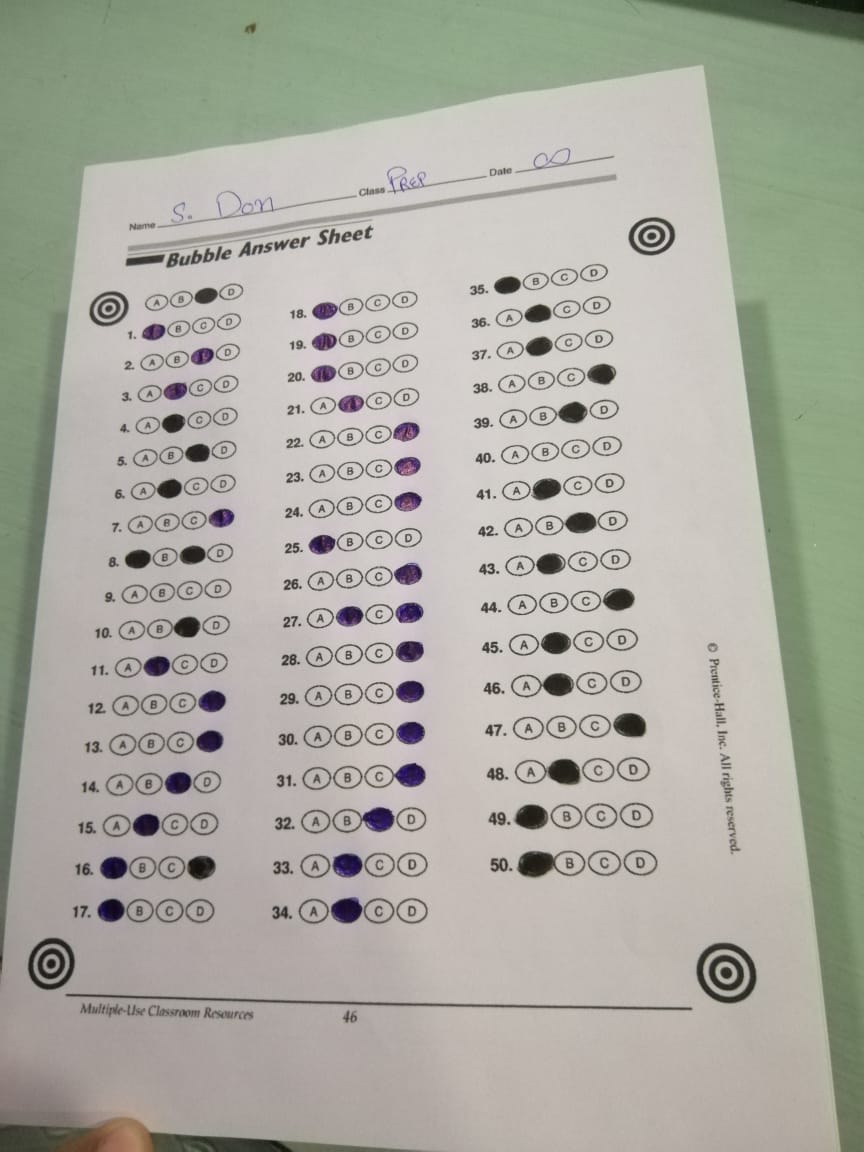 Name S. Don Class PREP Date ∞
Bubble Answer Sheet
A B D
1. B C D
2. A B D
3. A C D
4. A C D
5. A B D
6. A C D
7. A B C
8. B D
9. A B C D
10. A B D
11. A C D
12. A B C
13. A B C
14. A B D
15. A C D
16. B C
17. B C D
18. B C D
19. B C D
20. B C D
21. A C D
22. A B C
23. A B C
24. A B C
25. B C D
26. A B C
27. A C
28. A B C
29. A B C
30. A B C
31. A B C
32. A B D
33. A C D
34. A C D
35. B C D
36. A C D
37. A C D
38. A B C
39. A B D
40. A B C D
41. A C D
42. A B D
43. A C D
44. A B C
45. A C D
46. A C D
47. A B C
48. A C D
49. B C D
50. B C D
© Prentice-Hall, Inc. All rights reserved.
Multiple-Use Classroom Resources 46